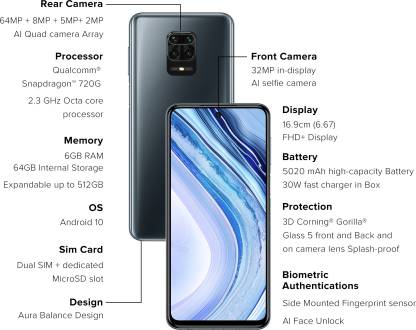 Rear Camera
64MP + 8MP + 5MP+ 2MP
AI Quad camera Array
Processor
Qualcomm®
Snapdragon™ 720G
2.3 GHz Octa core
processor
Memory
6GB RAM
64GB Internal Storage
Expandable up to 512GB
OS
Android 10
Sim Card
Dual SIM + dedicated
MicroSD slot
Design
Aura Balance Design
Front Camera
32MP in-display
AI selfie camera
Display
16.9cm (6.67)
FHD+ Display
Battery
5020 mAh high-capacity Battery
30W fast charger in Box
Protection
3D Corning® Gorilla®
Glass 5 front and Back and
on camera lens Splash-proof
Biometric
Authentications
Side Mounted Fingerprint sensor
AI Face Unlock